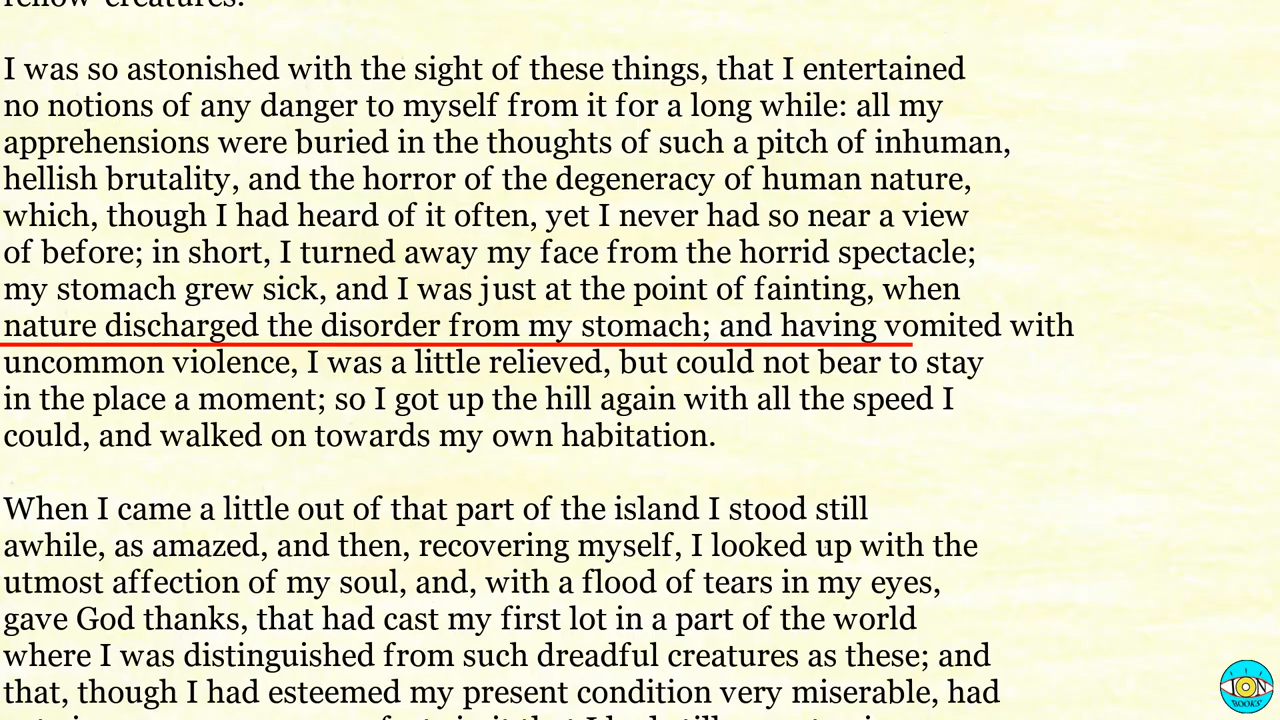 fellow-creatures.
I was so astonished with the sight of these things, that I entertained
no notions of any danger to myself from it for a long while: all my
apprehensions were buried in the thoughts of such a pitch of inhuman,
hellish brutality, and the horror of the degeneracy of human nature,
which, though I had heard of it often, yet I never had so near a view
of before; in short, I turned away my face from the horrid spectacle;
my stomach grew sick, and I was just at the point of fainting, when
nature discharged the disorder from my stomach; and having vomited with
uncommon violence, I was a little relieved, but could not bear to stay
in the place a moment; so I got up the hill again with all the speed I
could, and walked on towards my own habitation.
When I came a little out of that part of the island I stood still
awhile, as amazed, and then, recovering myself, I looked up with the
utmost affection of my soul, and, with a flood of tears in my eyes,
gave God thanks, that had cast my first lot in a part of the world
where I was distinguished from such dreadful creatures as these; and
that, though I had esteemed my present condition very miserable, had
ION
BOOKS